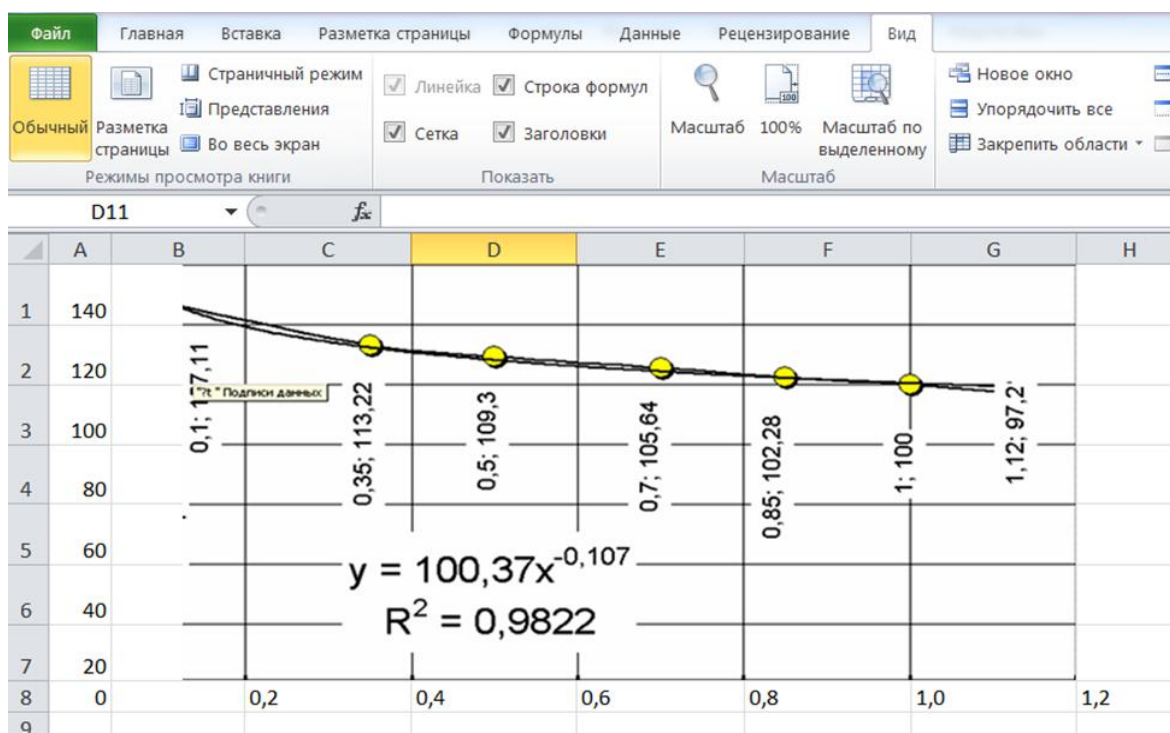 Файл Главная Вставка Разметка страницы Формулы Данные Рецензирование Вид
Обычный
Разметка страницы
Страничный режим
Представления
Во весь экран
Режимы просмотра книги
Линейка
Строка формул
Сетка
Заголовки
Показать
Масштаб
100%
Масштаб по выделенному
Масштаб
Новое окно
Упорядочить все
Закрепить области
D11 fx
A B C D E F G H
1 140
2 120
3 100
4 80
5 60
6 40
7 20
8 0 0,2 0,4 0,6 0,8 1,0 1,2
9
"?t " Подписи данных
0,35; 113,22
0,5; 109,3
0,7; 105,64
0,85; 102,28
1; 100
1,12; 97,2
y = 100,37x^-0,107
R² = 0,9822